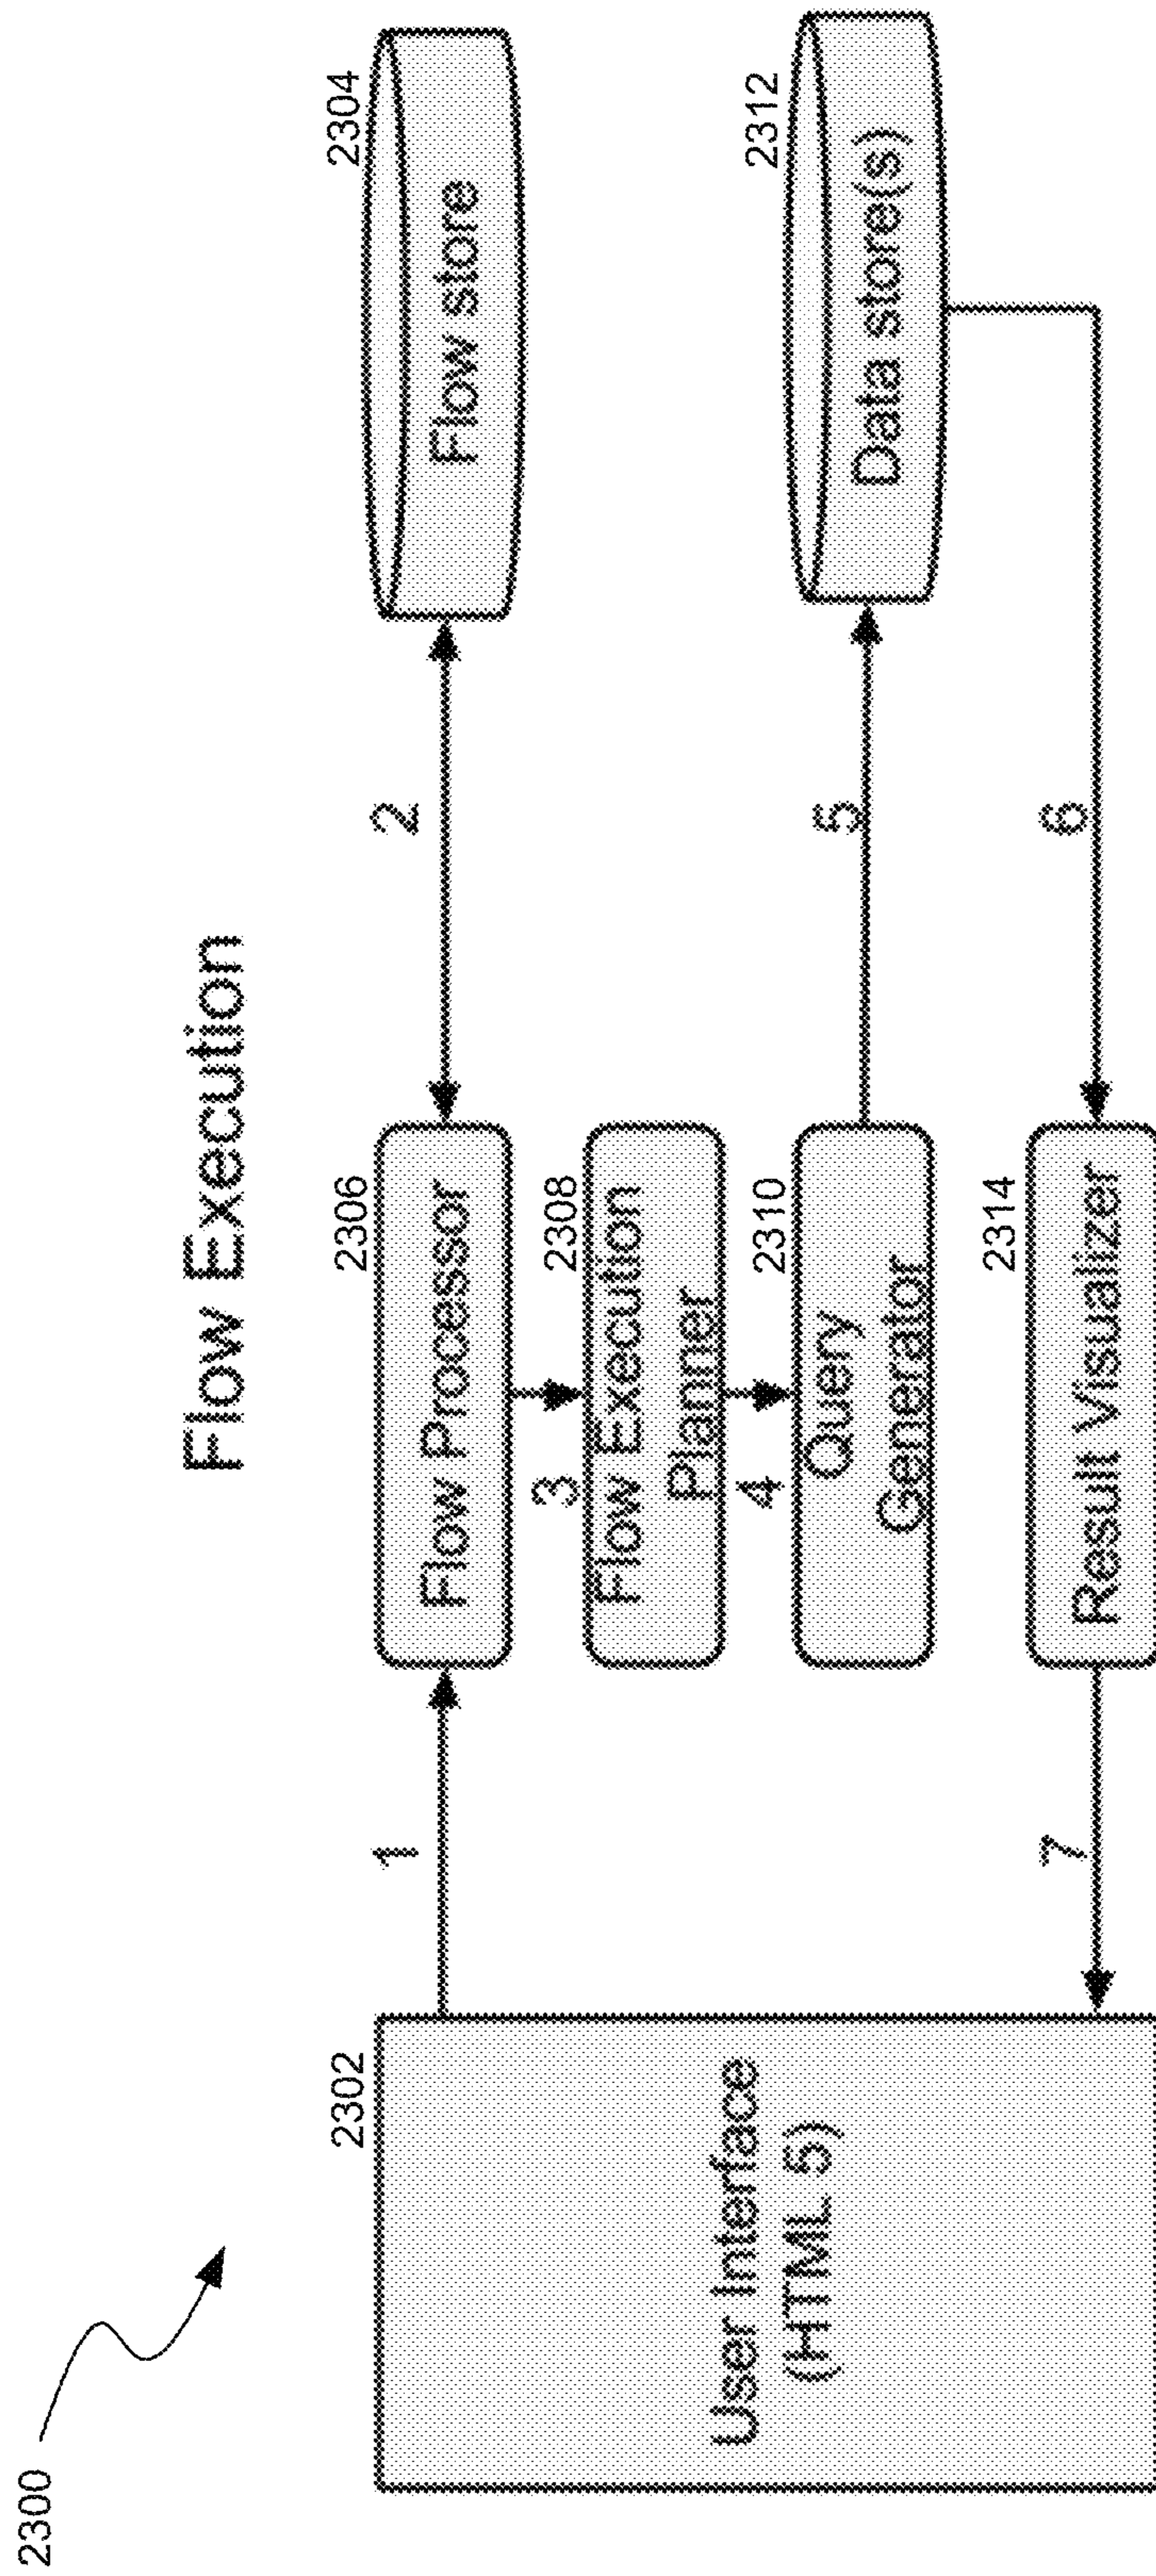 2300
Flow Execution
2302
User Interface
(HTML 5)
1
2306
Flow Processor
2
2304
Flow store
3
2308
Flow Execution
Planner
4
2310
Query
Generator
5
2312
Data store(s)
6
2314
Result Visualizer
7